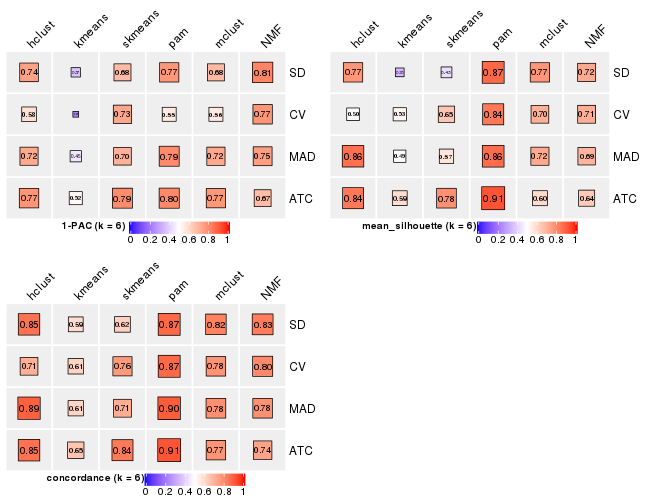 hclust kmeans skmeans pam mclust NMF
0.74 0.68 0.77 0.68 0.81 SD
0.58 0.73 0.55 0.56 0.77 CV
0.72 0.45 0.70 0.79 0.72 0.75 MAD
0.77 0.52 0.79 0.80 0.77 0.67 ATC
1-PAC (k = 6)
0 0.2 0.4 0.6 0.8 1
hclust kmeans skmeans pam mclust NMF
0.77 0.43 0.87 0.77 0.72 SD
0.50 0.53 0.65 0.84 0.70 0.71 CV
0.86 0.49 0.57 0.86 0.72 0.69 MAD
0.84 0.59 0.78 0.91 0.60 0.64 ATC
mean_silhouette (k = 6)
0 0.2 0.4 0.6 0.8 1
hclust kmeans skmeans pam mclust NMF
0.85 0.59 0.62 0.87 0.82 0.83 SD
0.71 0.61 0.76 0.87 0.78 0.80 CV
0.89 0.61 0.71 0.90 0.78 0.78 MAD
0.85 0.65 0.84 0.91 0.77 0.74 ATC
concordance (k = 6)
0 0.2 0.4 0.6 0.8 1